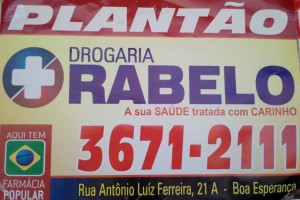 PLANTÃO
DROGARIA
RABELO
A sua SAÚDE tratada com CARINHO
AQUI TEM
FARMÁCIA
POPULAR
3671-2111
Rua Antônio Luíz Ferreira, 21 A - Boa Esperança